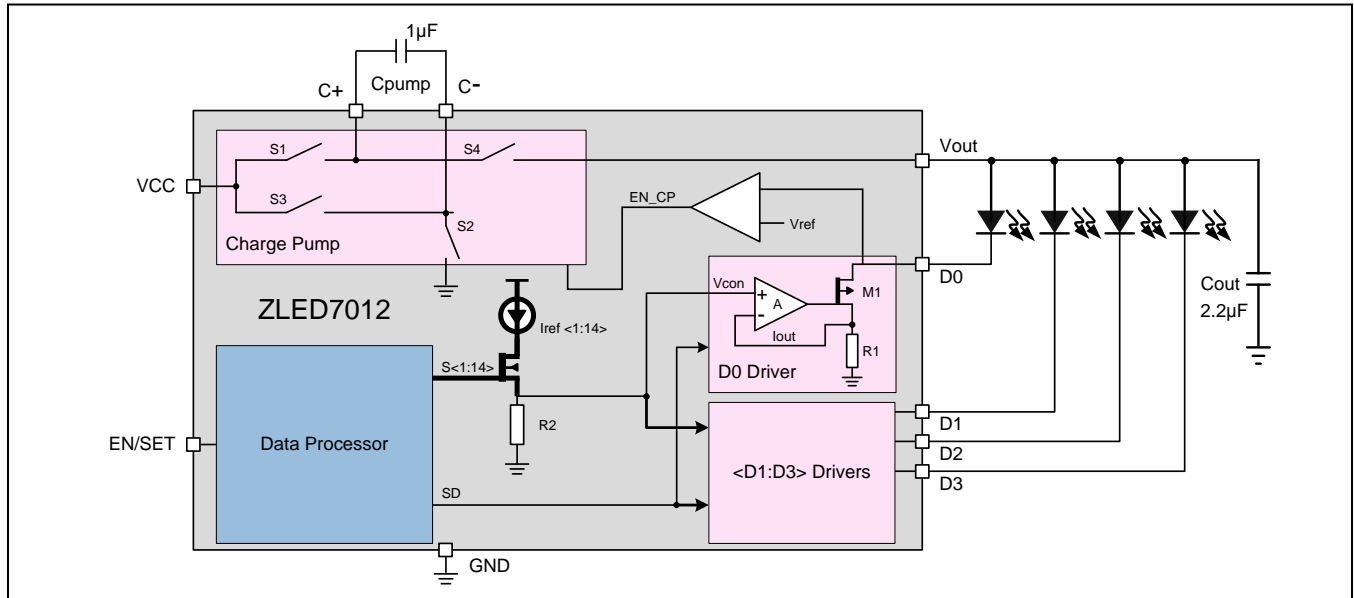 1µF
Cpump
C+
C-
S1
S4
Vout
VCC
S3
EN_CP
S2
Vref
Charge Pump
D0
Vcon
+
M1
A
-
Cout
2.2µF
ZLED7012
Iref <1:14>
Iout
R1
S<1:14>
D0 Driver
D1
R2
EN/SET
Data Processor
<D1:D3> Drivers
D2
D3
SD
GND